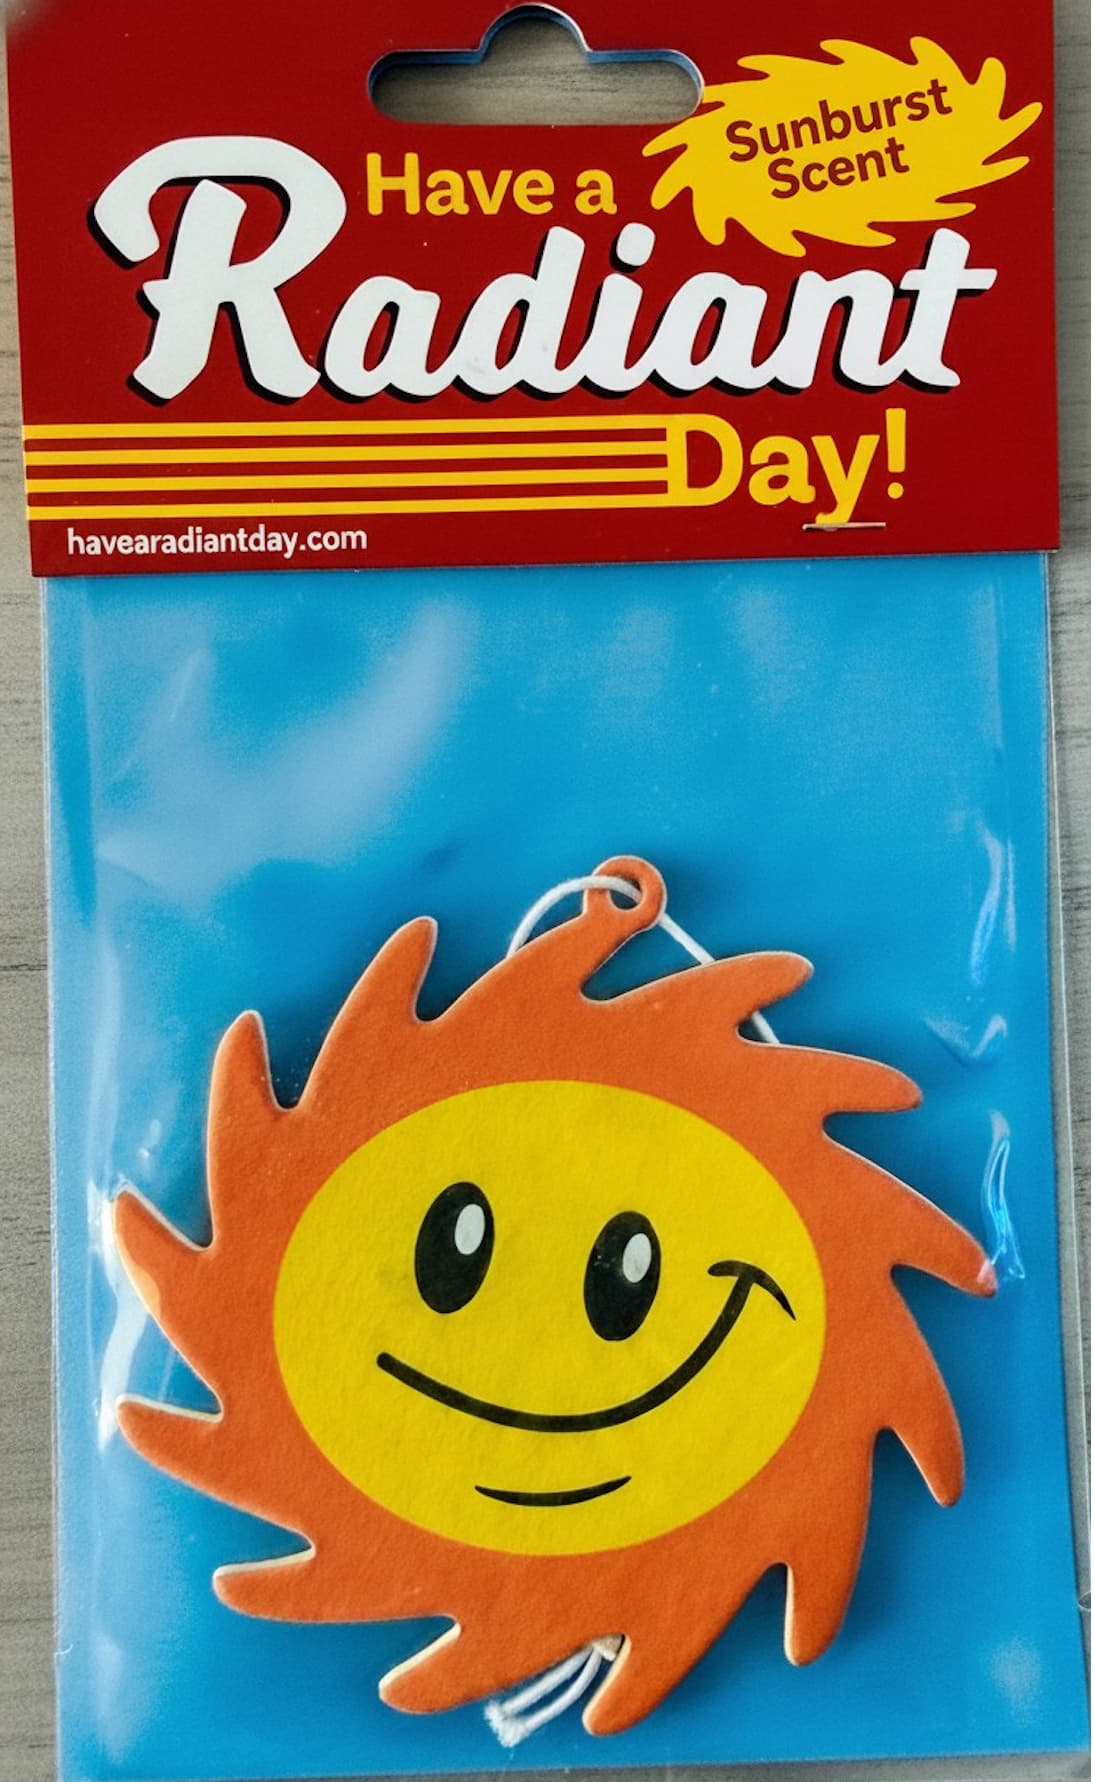 Have a
Sunburst
Scent
Radiant
Day!
havearadiantday.com